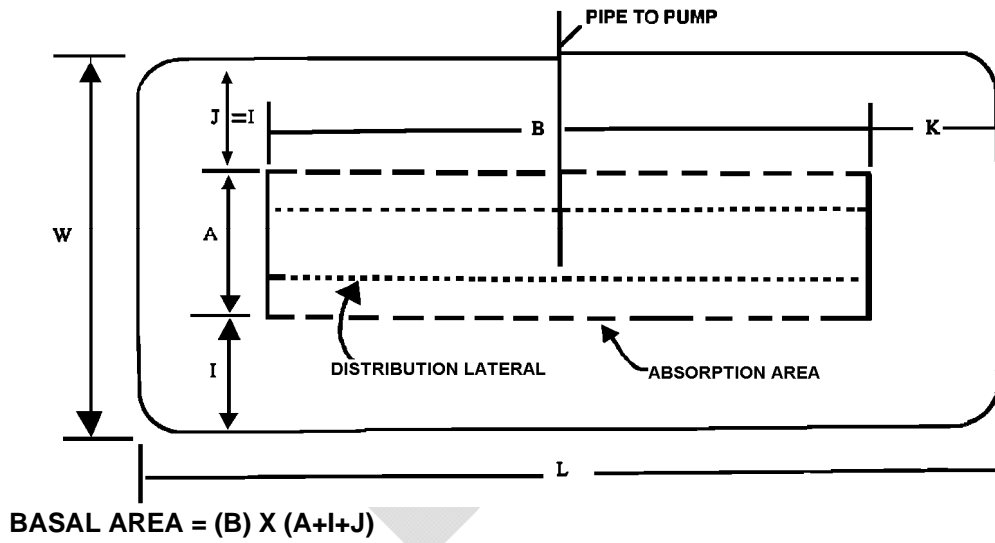 PIPE TO PUMP
J =I
B
K
W
A
I
DISTRIBUTION LATERAL
ABSORPTION AREA
L
BASAL AREA = (B) X (A+I+J)